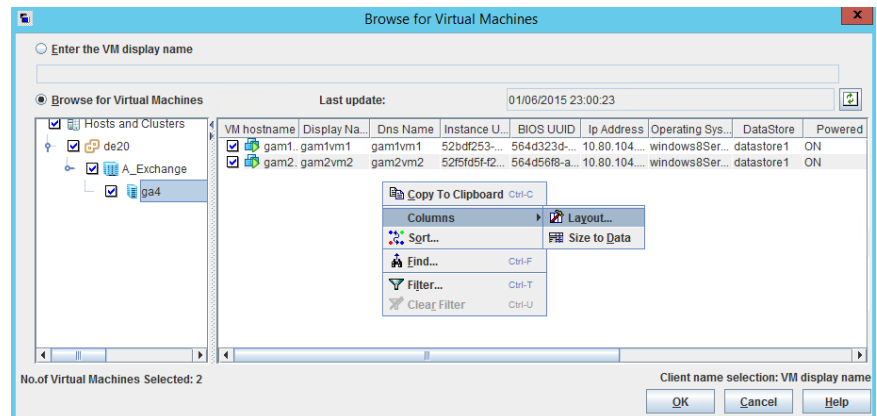 Browse for Virtual Machines
x
Enter the VM display name
Browse for Virtual Machines Last update: 01/06/2015 23:00:23
Hosts and Clusters
de20
A_Exchange
ga4
VM hostname Display Na... Dns Name Instance U... BIOS UUID Ip Address Operating Sys... DataStore Powered
gam1.. gam1vm1 gam1vm1 52bdf253-... 564d323d-... 10.80.104.... windows8Ser... datastore1 ON
gam2. gam2vm2 gam2vm2 52f5fd5f-f2... 564d56f8-a... 10.80.104.... windows8Ser... datastore1 ON
Copy To Clipboard Ctrl-C
Columns
Sort...
Find... Ctrl-F
Filter... Ctrl-T
Clear Filter Ctrl-U
Layout...
Size to Data
No.of Virtual Machines Selected: 2
Client name selection: VM display name
OK Cancel Help